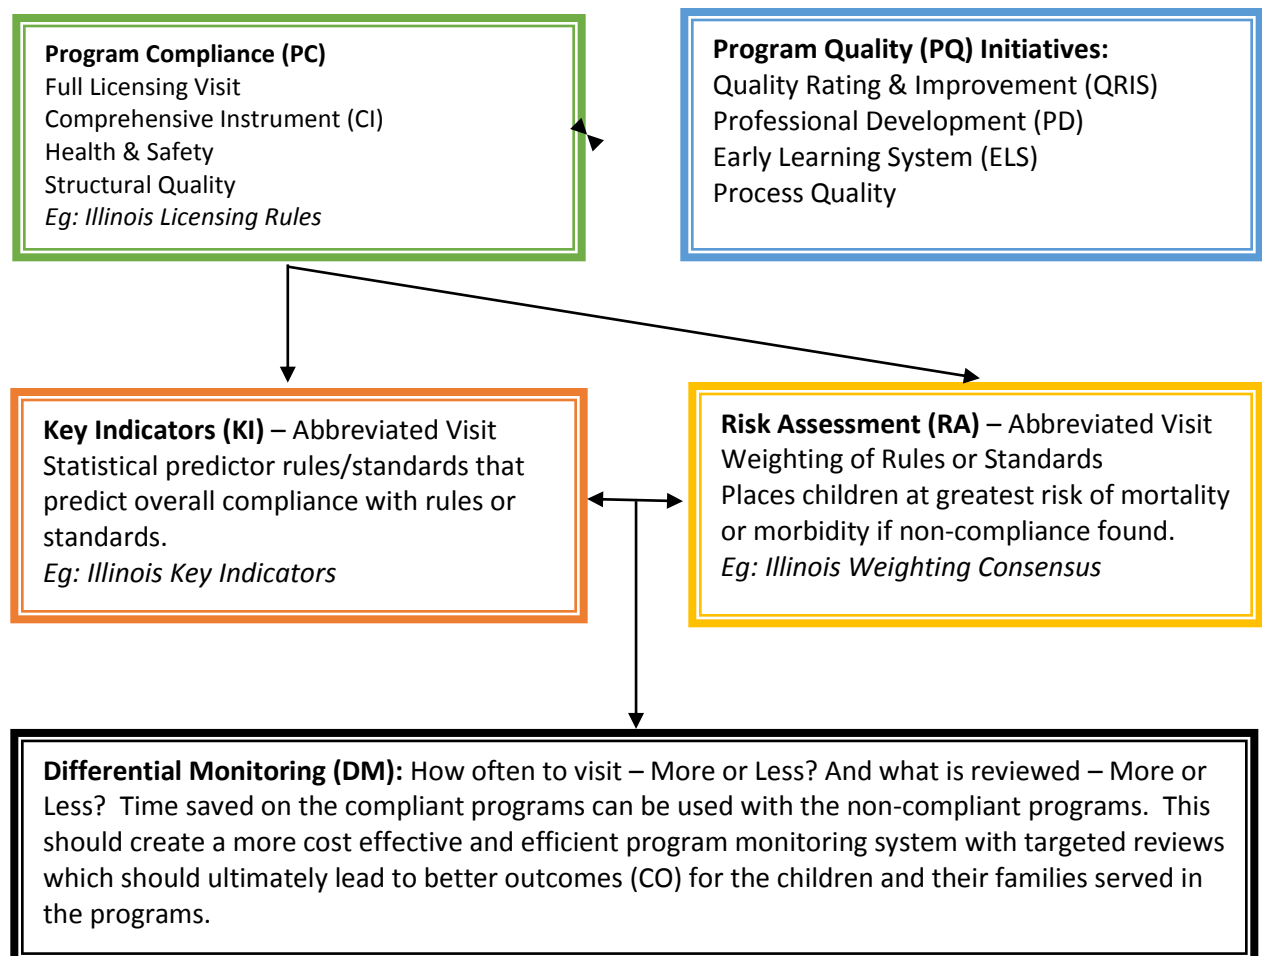 Program Compliance (PC)
Full Licensing Visit
Comprehensive Instrument (CI)
Health & Safety
Structural Quality
Eg: Illinois Licensing Rules
Program Quality (PQ) Initiatives:
Quality Rating & Improvement (QRIS)
Professional Development (PD)
Early Learning System (ELS)
Process Quality
Key Indicators (KI) – Abbreviated Visit
Statistical predictor rules/standards that
predict overall compliance with rules or
standards.
Eg: Illinois Key Indicators
Risk Assessment (RA) – Abbreviated Visit
Weighting of Rules or Standards
Places children at greatest risk of mortality
or morbidity if non-compliance found.
Eg: Illinois Weighting Consensus
Differential Monitoring (DM): How often to visit – More or Less? And what is reviewed – More or
Less? Time saved on the compliant programs can be used with the non-compliant programs. This
should create a more cost effective and efficient program monitoring system with targeted reviews
which should ultimately lead to better outcomes (CO) for the children and their families served in
the programs.